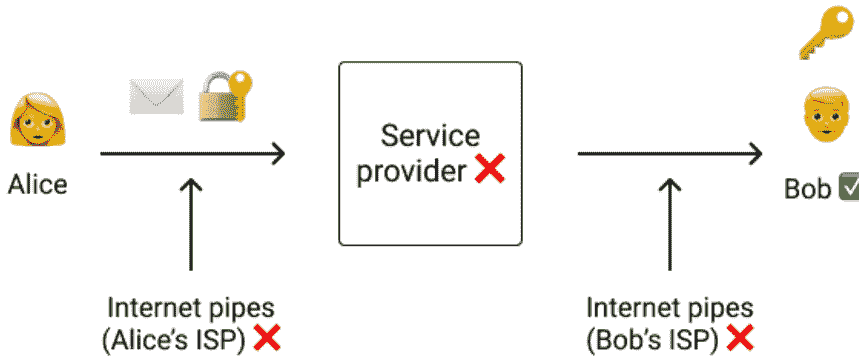 Alice
Service
provider ❌
Bob ✅
Internet pipes
(Alice's ISP) ❌
Internet pipes
(Bob's ISP) ❌